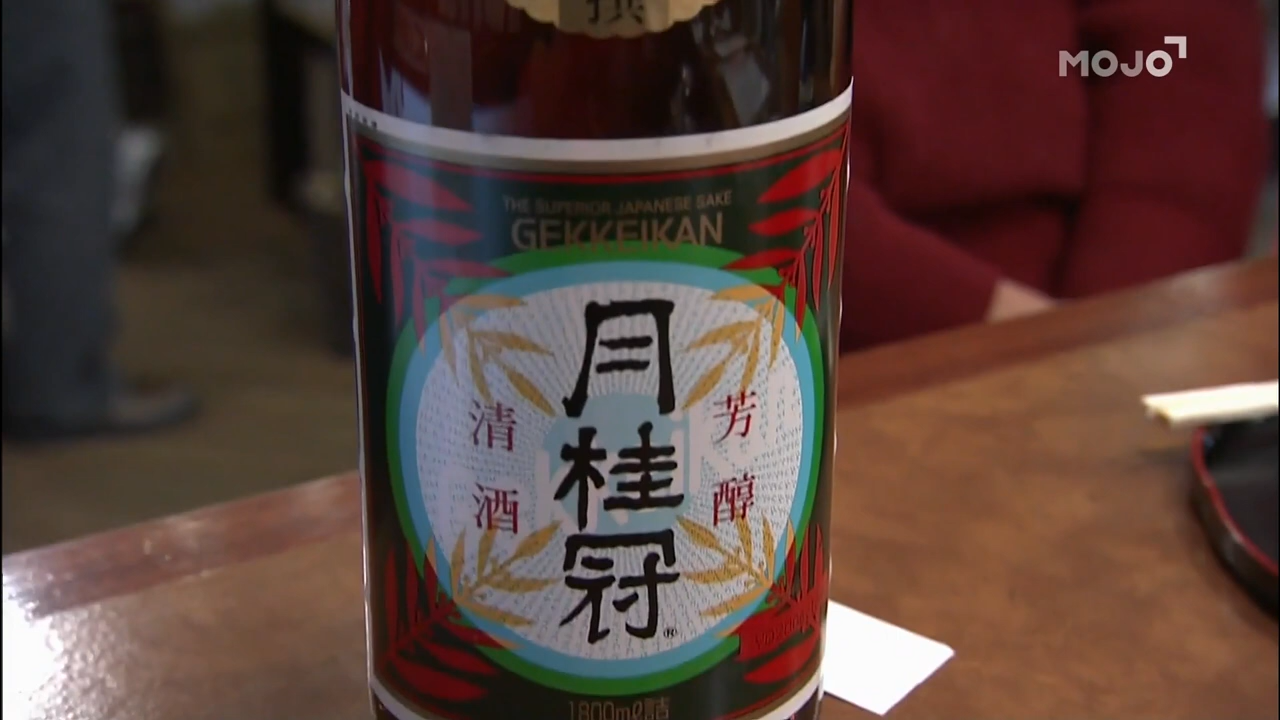 撰
MOJO
THE SUPERIOR JAPANESE SAKE
GEKKEIKAN
月桂冠
芳醇
清酒
®
1800mℓ詰